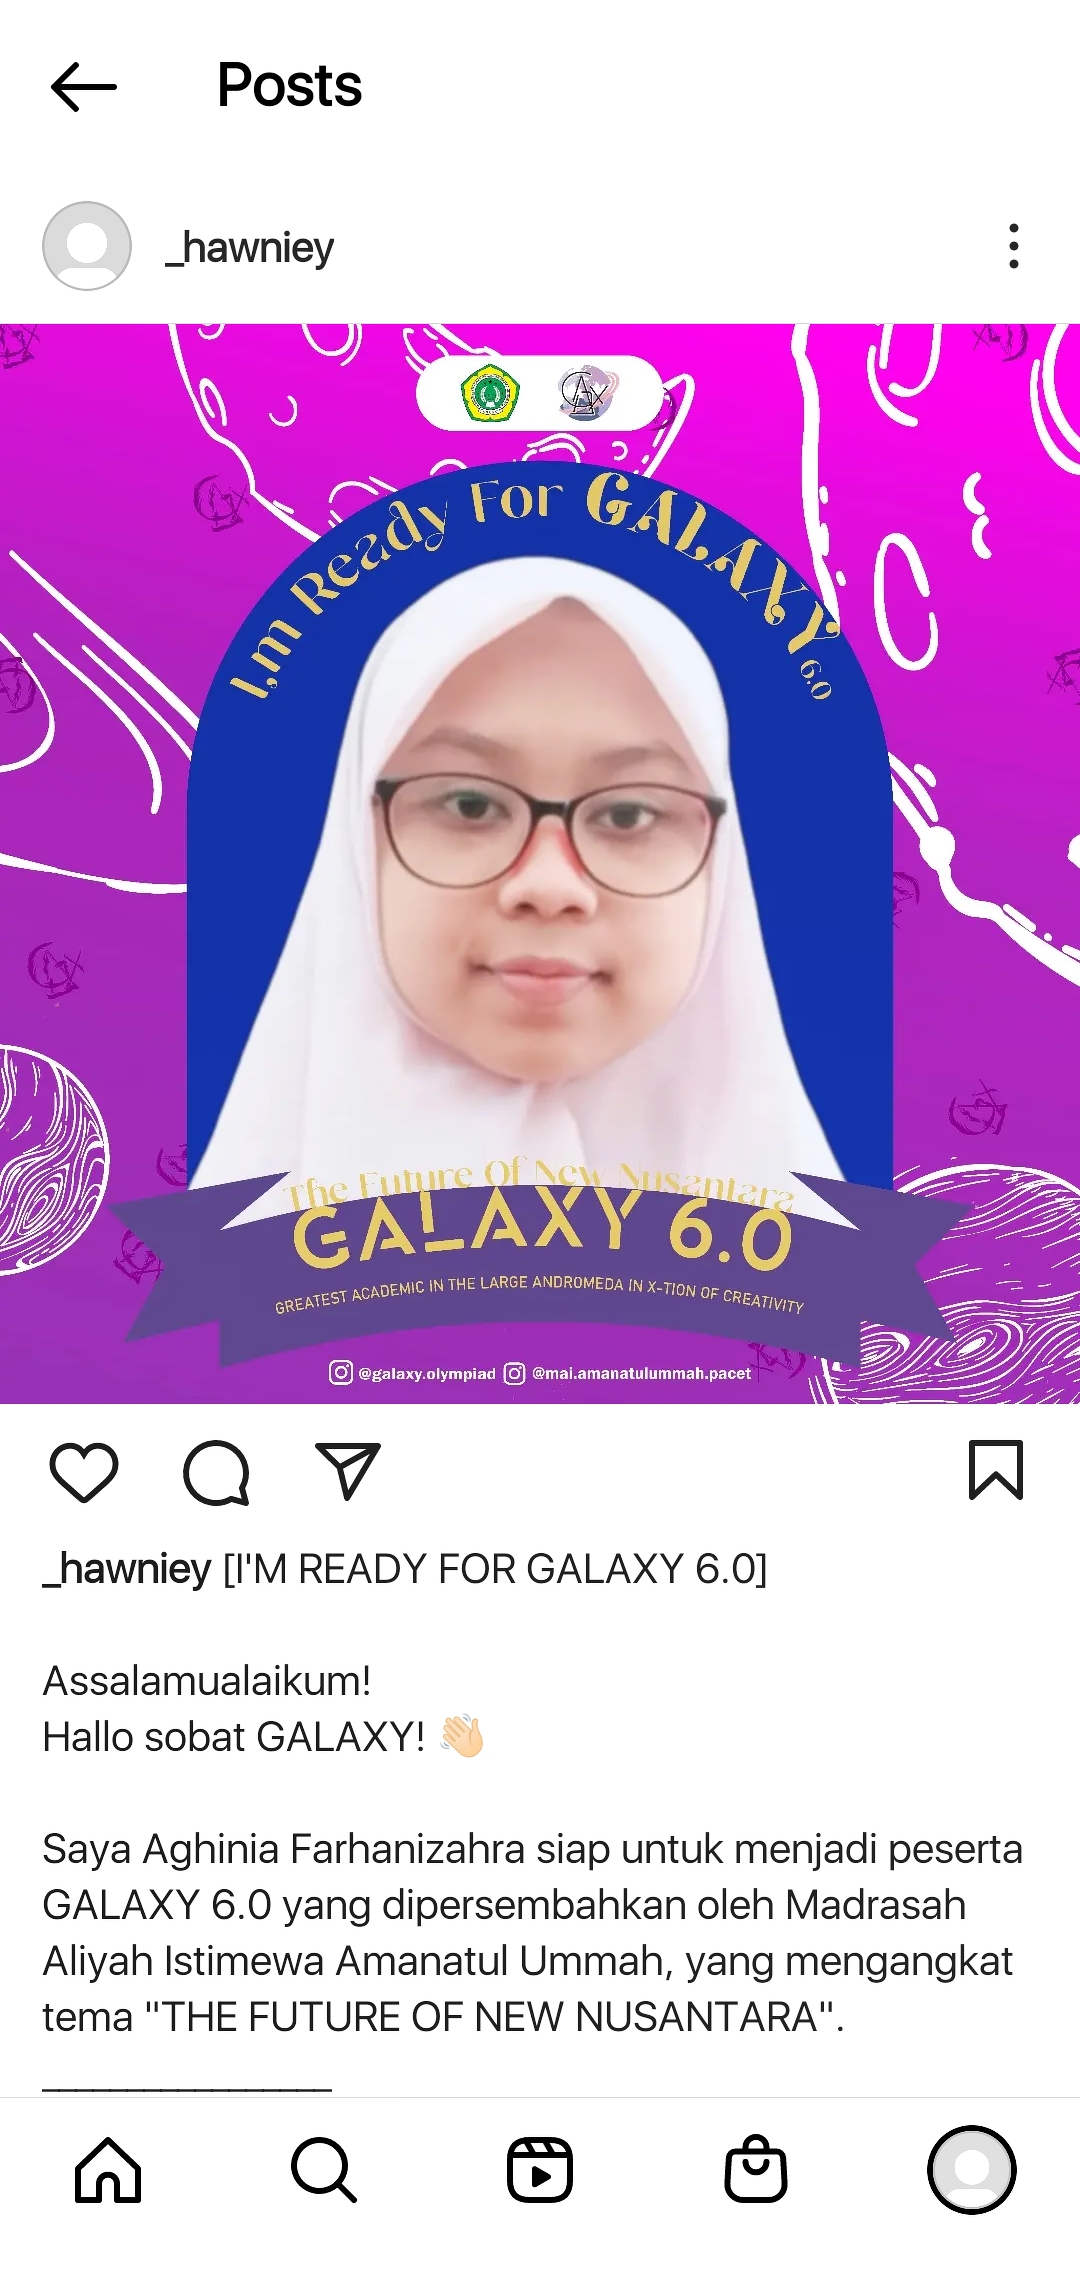 Posts
_hawniey
I,m Ready For GALAXY 6.0
The Future Of New Nusantara
GALAXY 6.0
GREATEST ACADEMIC IN THE LARGE ANDROMEDA IN X-TION OF CREATIVITY
@galaxy.olympiad @mai.amanatulummah.pacet
_hawniey [I'M READY FOR GALAXY 6.0]
Assalamualaikum!
Hallo sobat GALAXY! 👋🏻
Saya Aghinia Farhanizahra siap untuk menjadi peserta
GALAXY 6.0 yang dipersembahkan oleh Madrasah
Aliyah Istimewa Amanatul Ummah, yang mengangkat
tema "THE FUTURE OF NEW NUSANTARA".